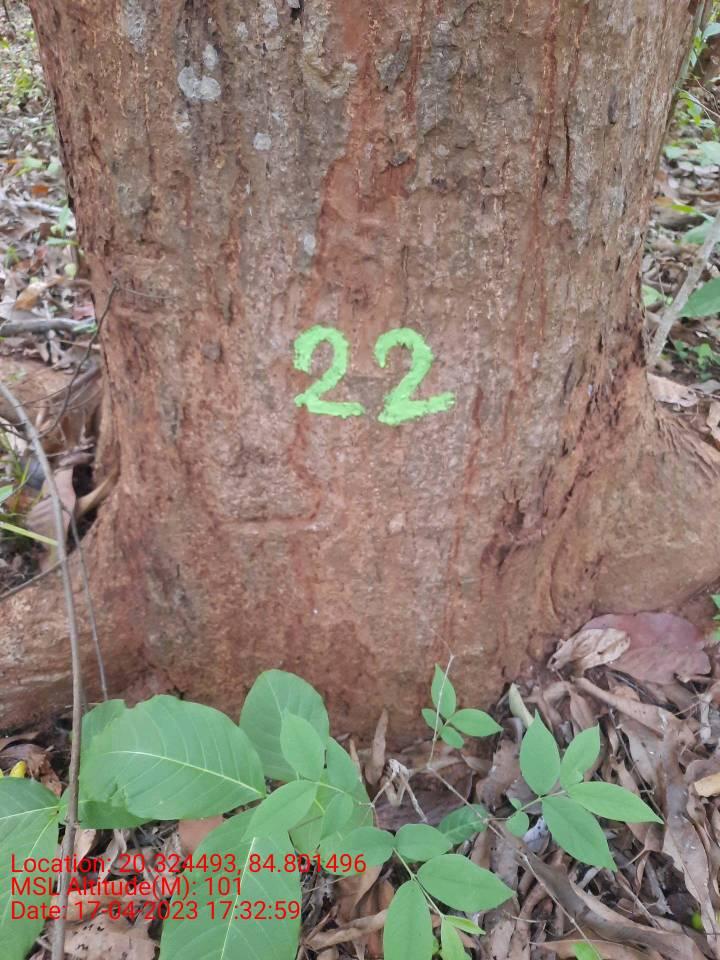 22
Location: 20.324493, 84.801496
MSL Altitude(M): 101
Date: 17-04-2023 17:32:59